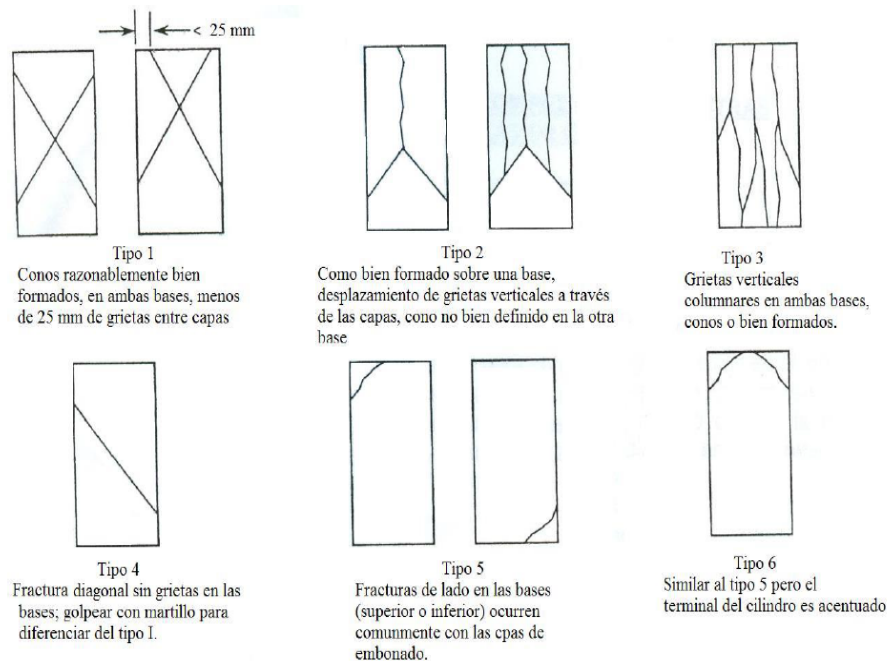 < 25 mm
Tipo 1
Conos razonablemente bien
formados, en ambas bases, menos
de 25 mm de grietas entre capas
Tipo 2
Como bien formado sobre una base,
desplazamiento de grietas verticales a través
de las capas, cono no bien definido en la otra
base
Tipo 3
Grietas verticales
columnares en ambas bases,
conos o bien formados.
Tipo 4
Fractura diagonal sin grietas en las
bases; golpear con martillo para
diferenciar del tipo I.
Tipo 5
Fracturas de lado en las bases
(superior o inferior) ocurren
comunmente con las cpas de
embonado.
Tipo 6
Similar al tipo 5 pero el
terminal del cilindro es acentuado